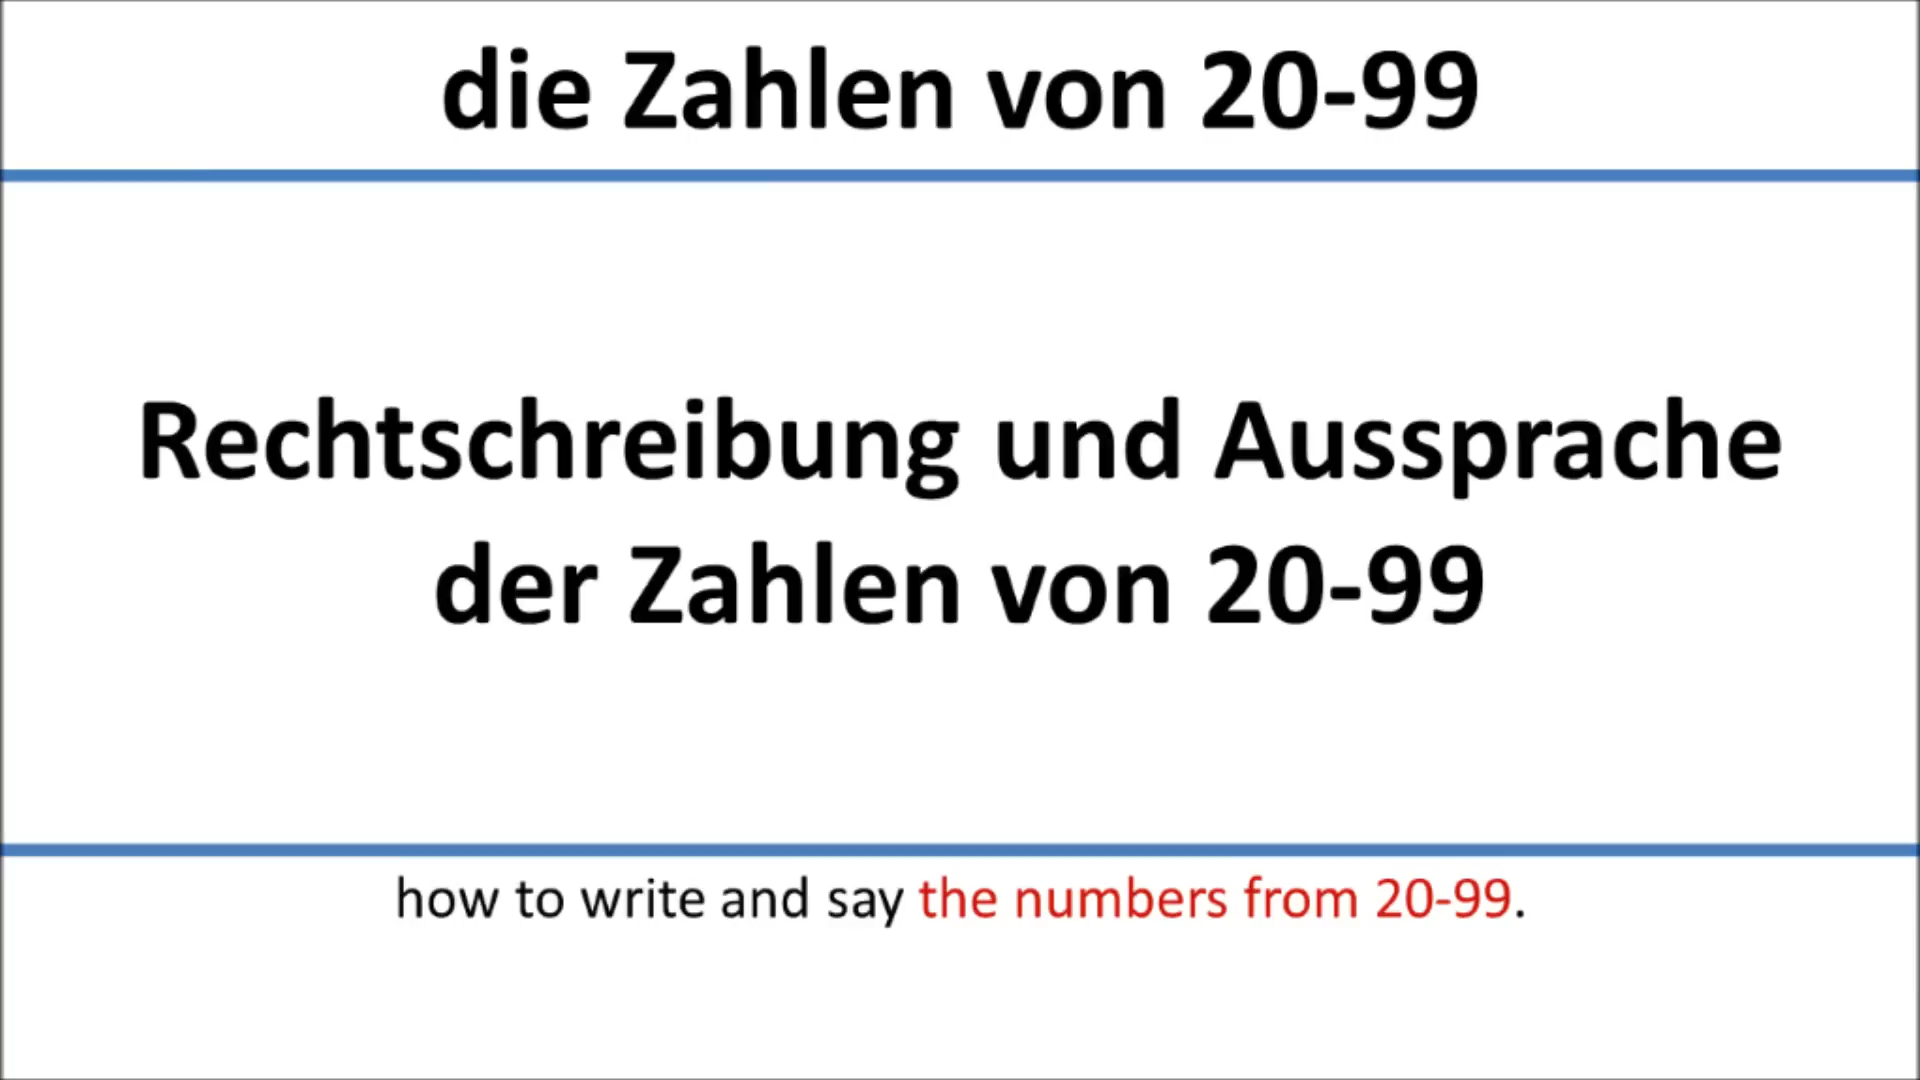 die Zahlen von 20-99
Rechtschreibung und Aussprache
der Zahlen von 20-99
how to write and say the numbers from 20-99.